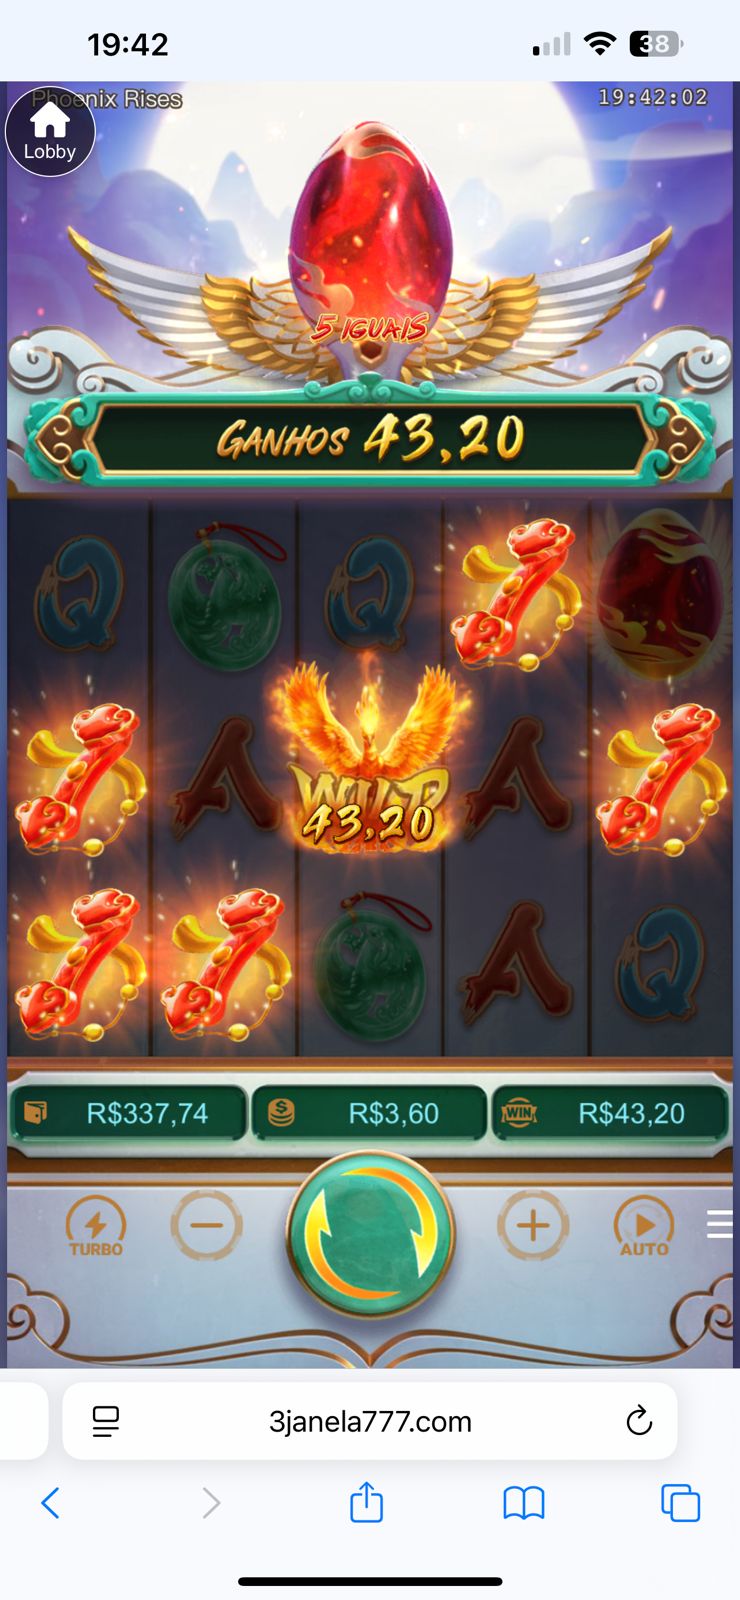 19:42
38
Phoenix Rises
19:42:02
Lobby
5 IGUAIS
GANHOS 43,20
Q
Q
A
WILD
43,20
A
A
Q
R$337,74
R$3,60
WIN
R$43,20
TURBO
AUTO
3janela777.com